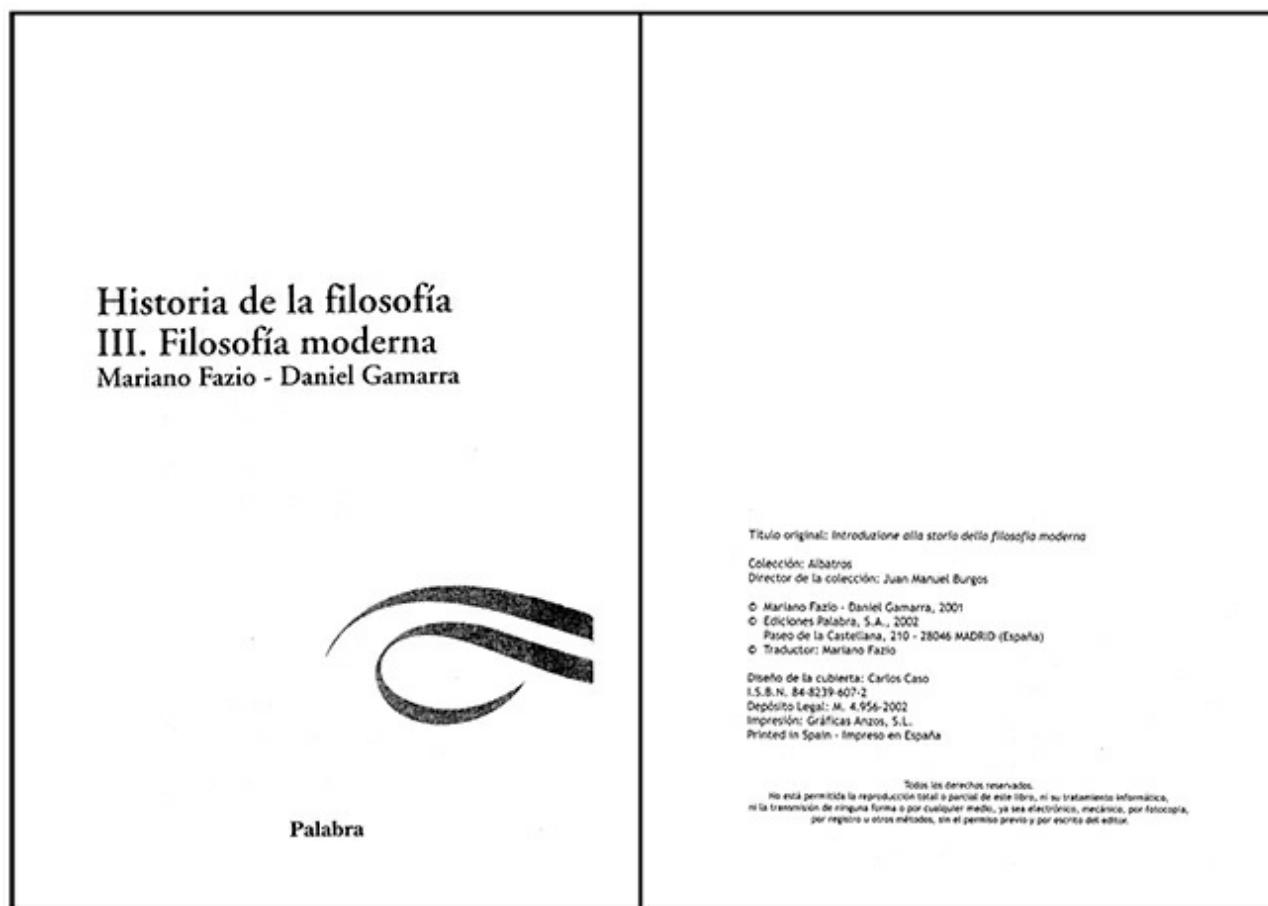 Historia de la filosofía
III. Filosofía moderna
Mariano Fazio - Daniel Gamarra
Palabra
Título original: Introduzione alla storia della filosofia moderna
Colección: Albatros
Director de la colección: Juan Manuel Burgos
© Mariano Fazio - Daniel Gamarra, 2001
© Ediciones Palabra, S.A., 2002
Paseo de la Castellana, 210 - 28046 MADRID (España)
© Traductor: Mariano Fazio
Diseño de la cubierta: Carlos Caso
I.S.B.N. 84-8239-607-2
Depósito Legal: M. 4.956-2002
Impresión: Gráficas Anzos, S.L.
Printed in Spain - Impreso en España
Todos los derechos reservados.
No está permitida la reproducción total o parcial de este libro, ni su tratamiento informático,
ni la transmisión de ninguna forma o por cualquier medio, ya sea electrónico, mecánico, por fotocopia,
por registro u otros métodos, sin el permiso previo y por escrito del editor.